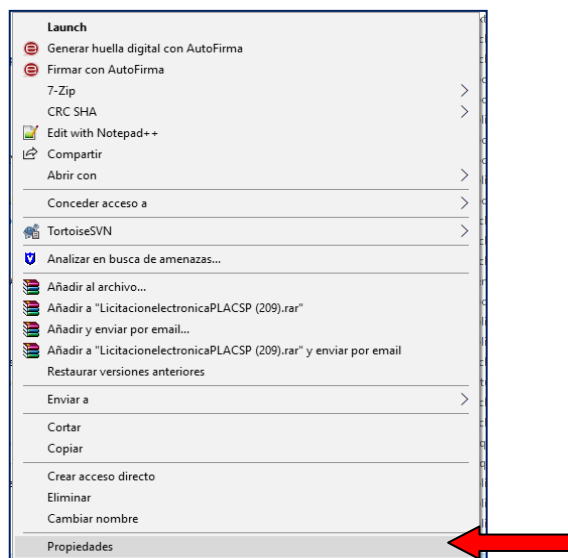 Launch
Generar huella digital con AutoFirma
Firmar con AutoFirma
7-Zip
CRC SHA
Edit with Notepad++
Compartir
Abrir con
Conceder acceso a
TortoiseSVN
Analizar en busca de amenazas...
Añadir al archivo...
Añadir a "LicitacionelectronicaPLACSP (209).rar"
Añadir y enviar por email...
Añadir a "LicitacionelectronicaPLACSP (209).rar" y enviar por email
Restaurar versiones anteriores
Enviar a
Cortar
Copiar
Crear acceso directo
Eliminar
Cambiar nombre
Propiedades